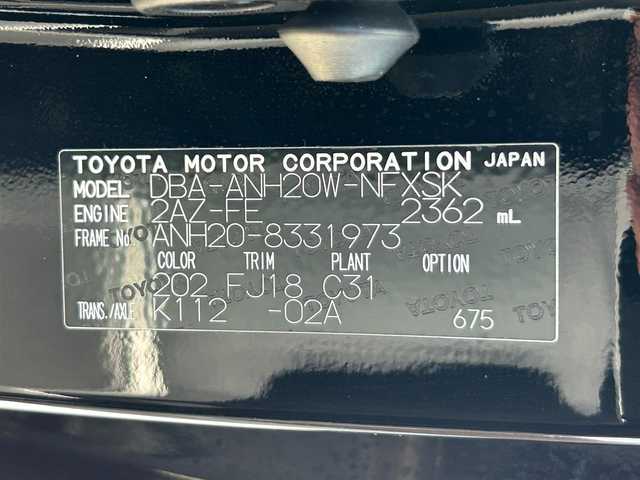 TOYOTA MOTOR CORPORATION JAPAN
MODEL DBA-ANH20W-NFXSK
ENGINE 2AZ-FE 2362 mL
FRAME No. ANH20-8331973
COLOR TRIM PLANT OPTION
202 FJ18 C31
TRANS./AXLE K112 -02A 675